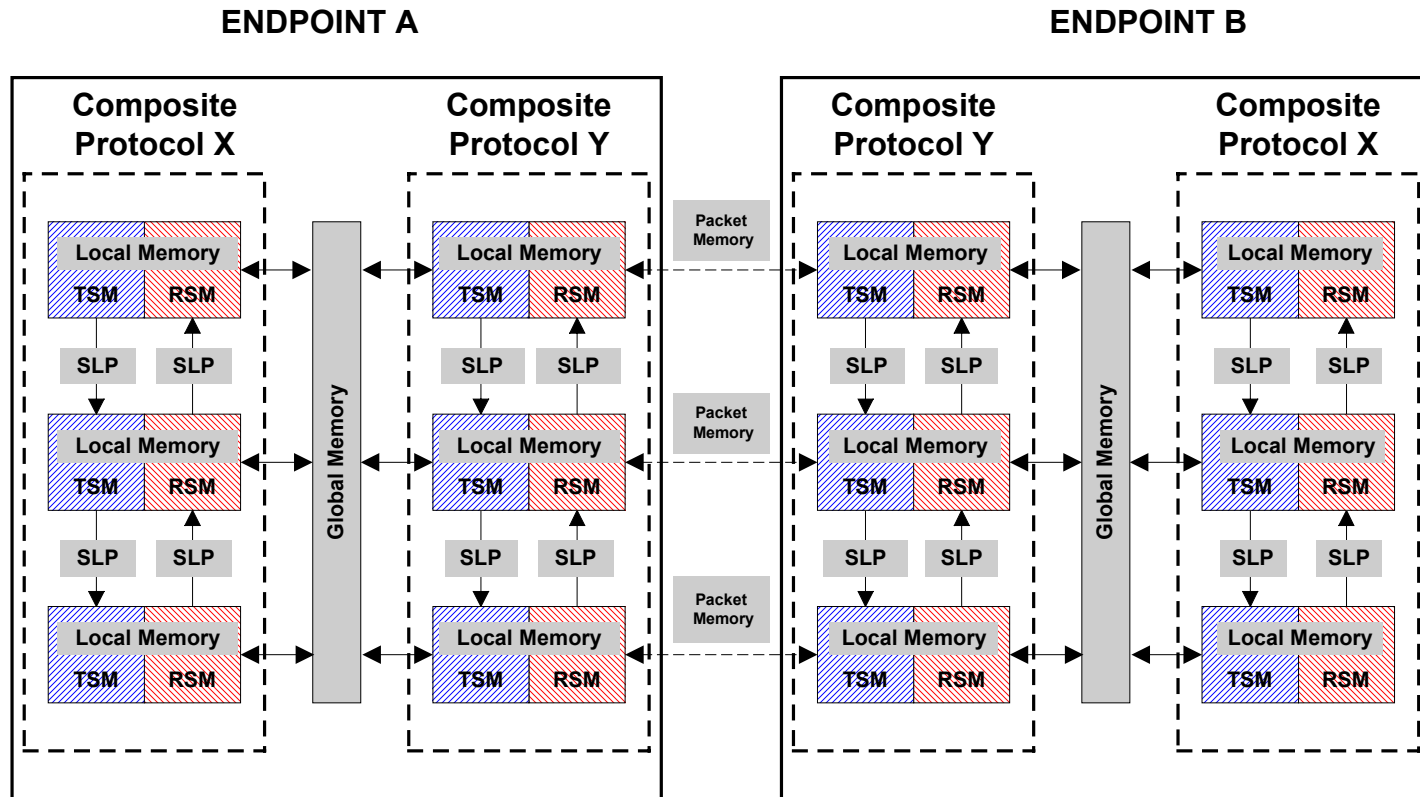 ENDPOINT A
ENDPOINT B
Composite
Protocol X
Composite
Protocol Y
Composite
Protocol Y
Composite
Protocol X
Packet
Memory
Local Memory
TSM RSM
Local Memory
TSM RSM
Local Memory
TSM RSM
Local Memory
TSM RSM
SLP SLP
SLP SLP
SLP SLP
SLP SLP
Global Memory
Global Memory
Packet
Memory
Local Memory
TSM RSM
Local Memory
TSM RSM
Local Memory
TSM RSM
Local Memory
TSM RSM
SLP SLP
SLP SLP
SLP SLP
SLP SLP
Packet
Memory
Local Memory
TSM RSM
Local Memory
TSM RSM
Local Memory
TSM RSM
Local Memory
TSM RSM